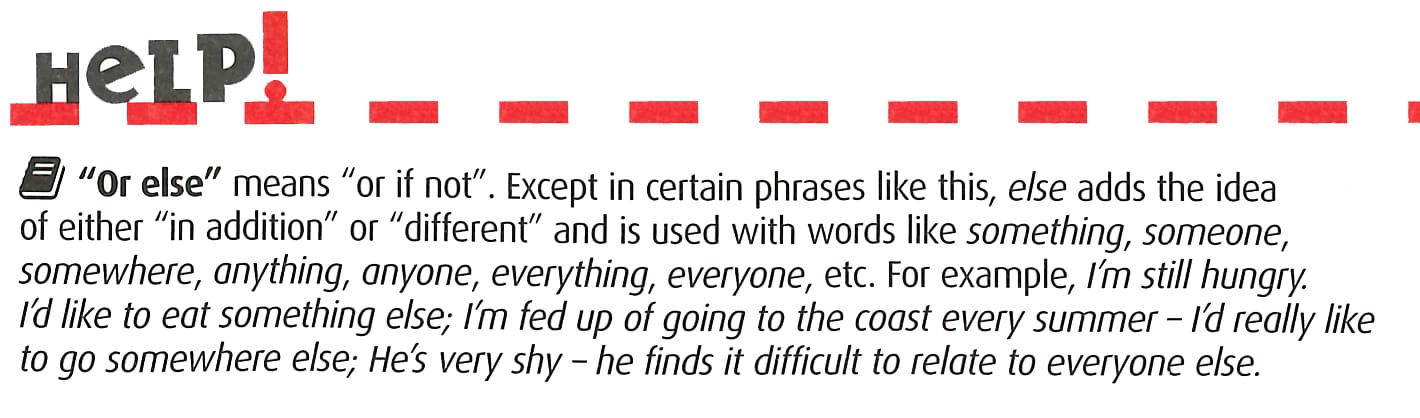 HeLP!
“Or else” means “or if not”. Except in certain phrases like this, else adds the idea
of either “in addition” or “different” and is used with words like something, someone,
somewhere, anything, anyone, everything, everyone, etc. For example, I’m still hungry.
I’d like to eat something else; I’m fed up of going to the coast every summer – I’d really like
to go somewhere else; He’s very shy – he finds it difficult to relate to everyone else.